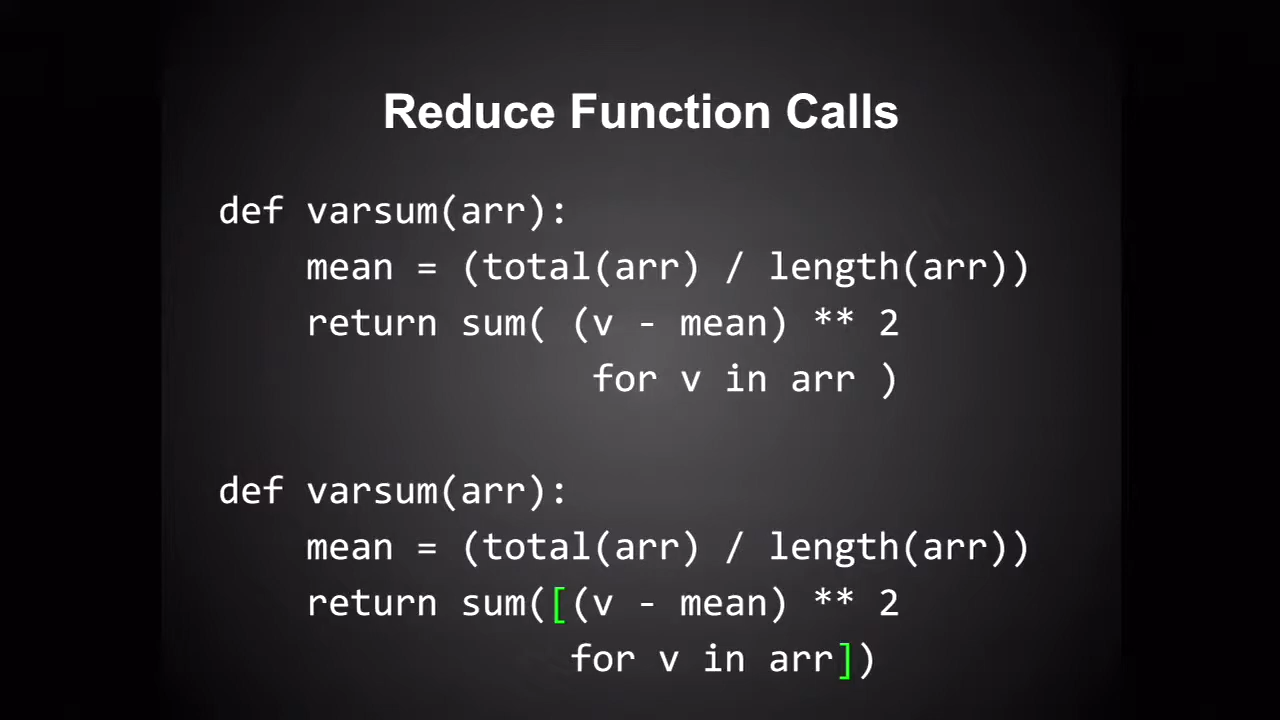 Reduce Function Calls
def varsum(arr):
    mean = (total(arr) / length(arr))
    return sum( (v - mean) ** 2
                 for v in arr )
def varsum(arr):
    mean = (total(arr) / length(arr))
    return sum([(v - mean) ** 2
                for v in arr])